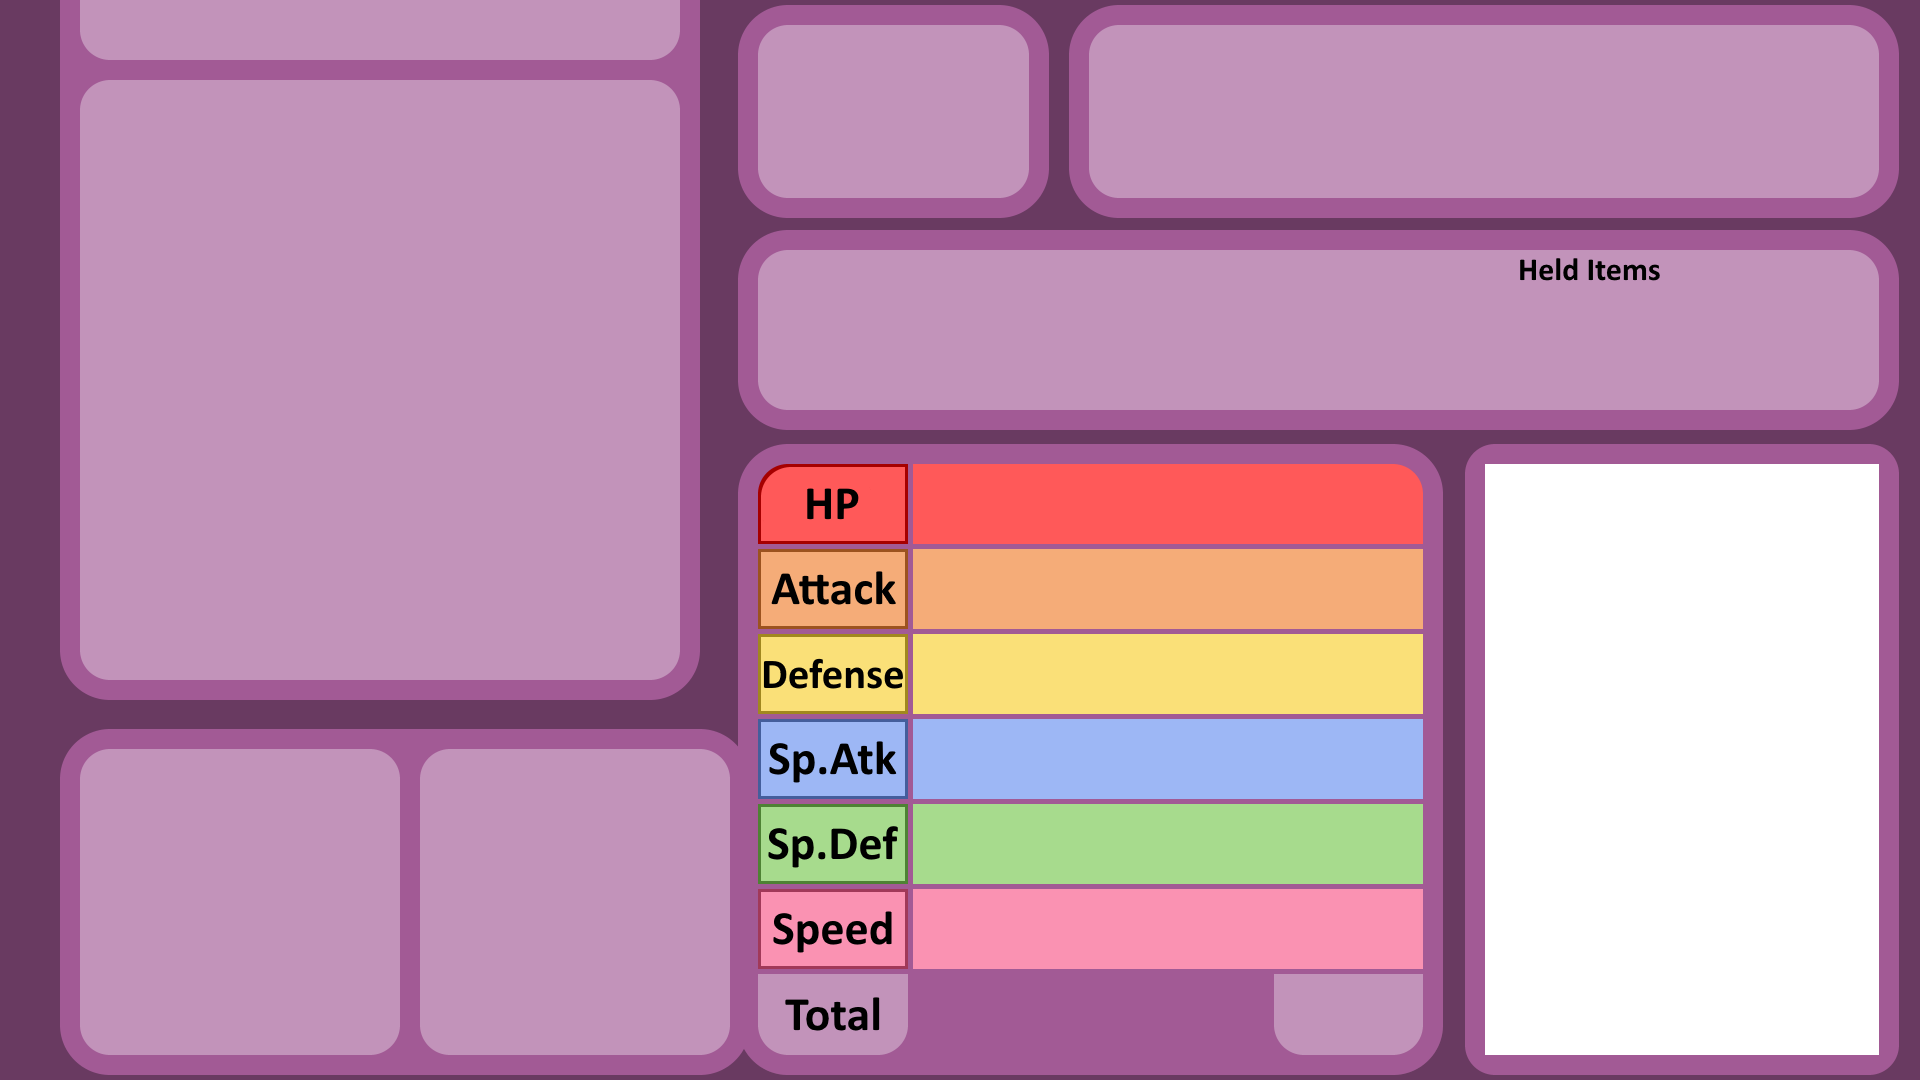 Held Items
HP
Attack
Defense
Sp.Atk
Sp.Def
Speed
Total